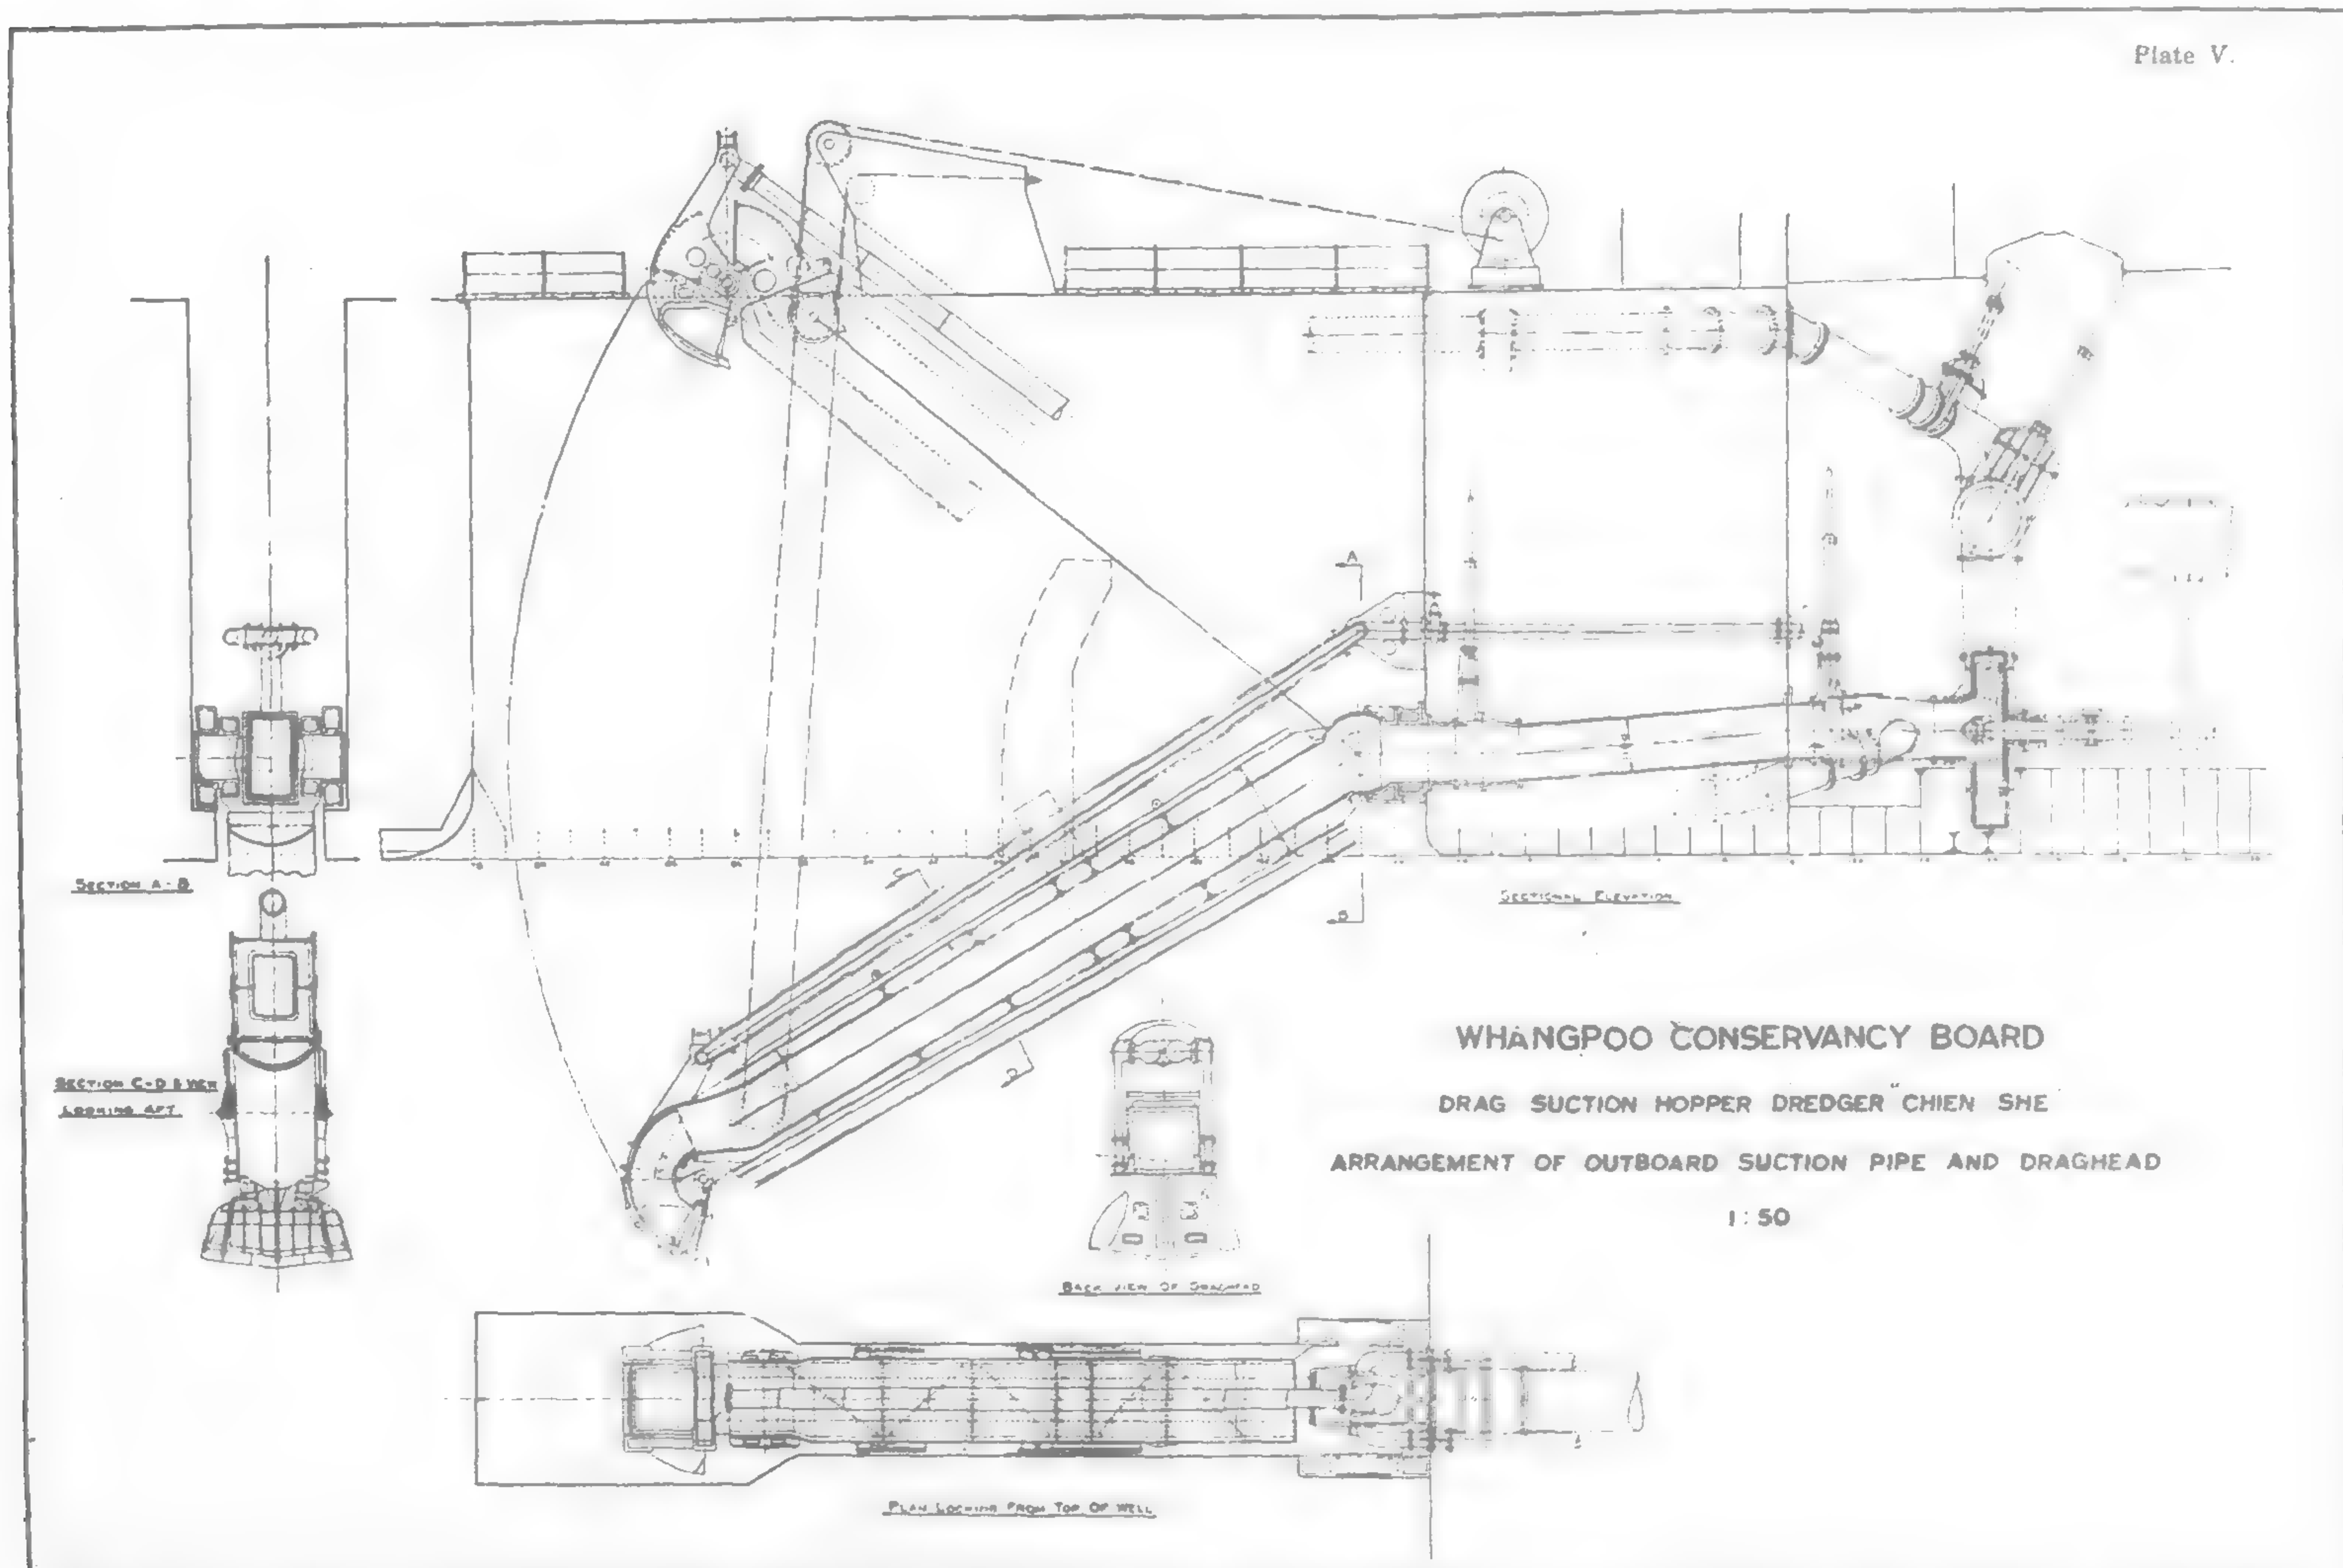 Plate V.
A
C
SECTION A-B
B
SECTIONAL ELEVATION
SECTION C-D & VIEW
LOOKING AFT
D
WHANGPOO CONSERVANCY BOARD
DRAG SUCTION HOPPER DREDGER "CHIEN SHE
ARRANGEMENT OF OUTBOARD SUCTION PIPE AND DRAGHEAD
1:50
BACK VIEW OF DRAGHEAD
PLAN LOOKING FROM TOP OF WELL